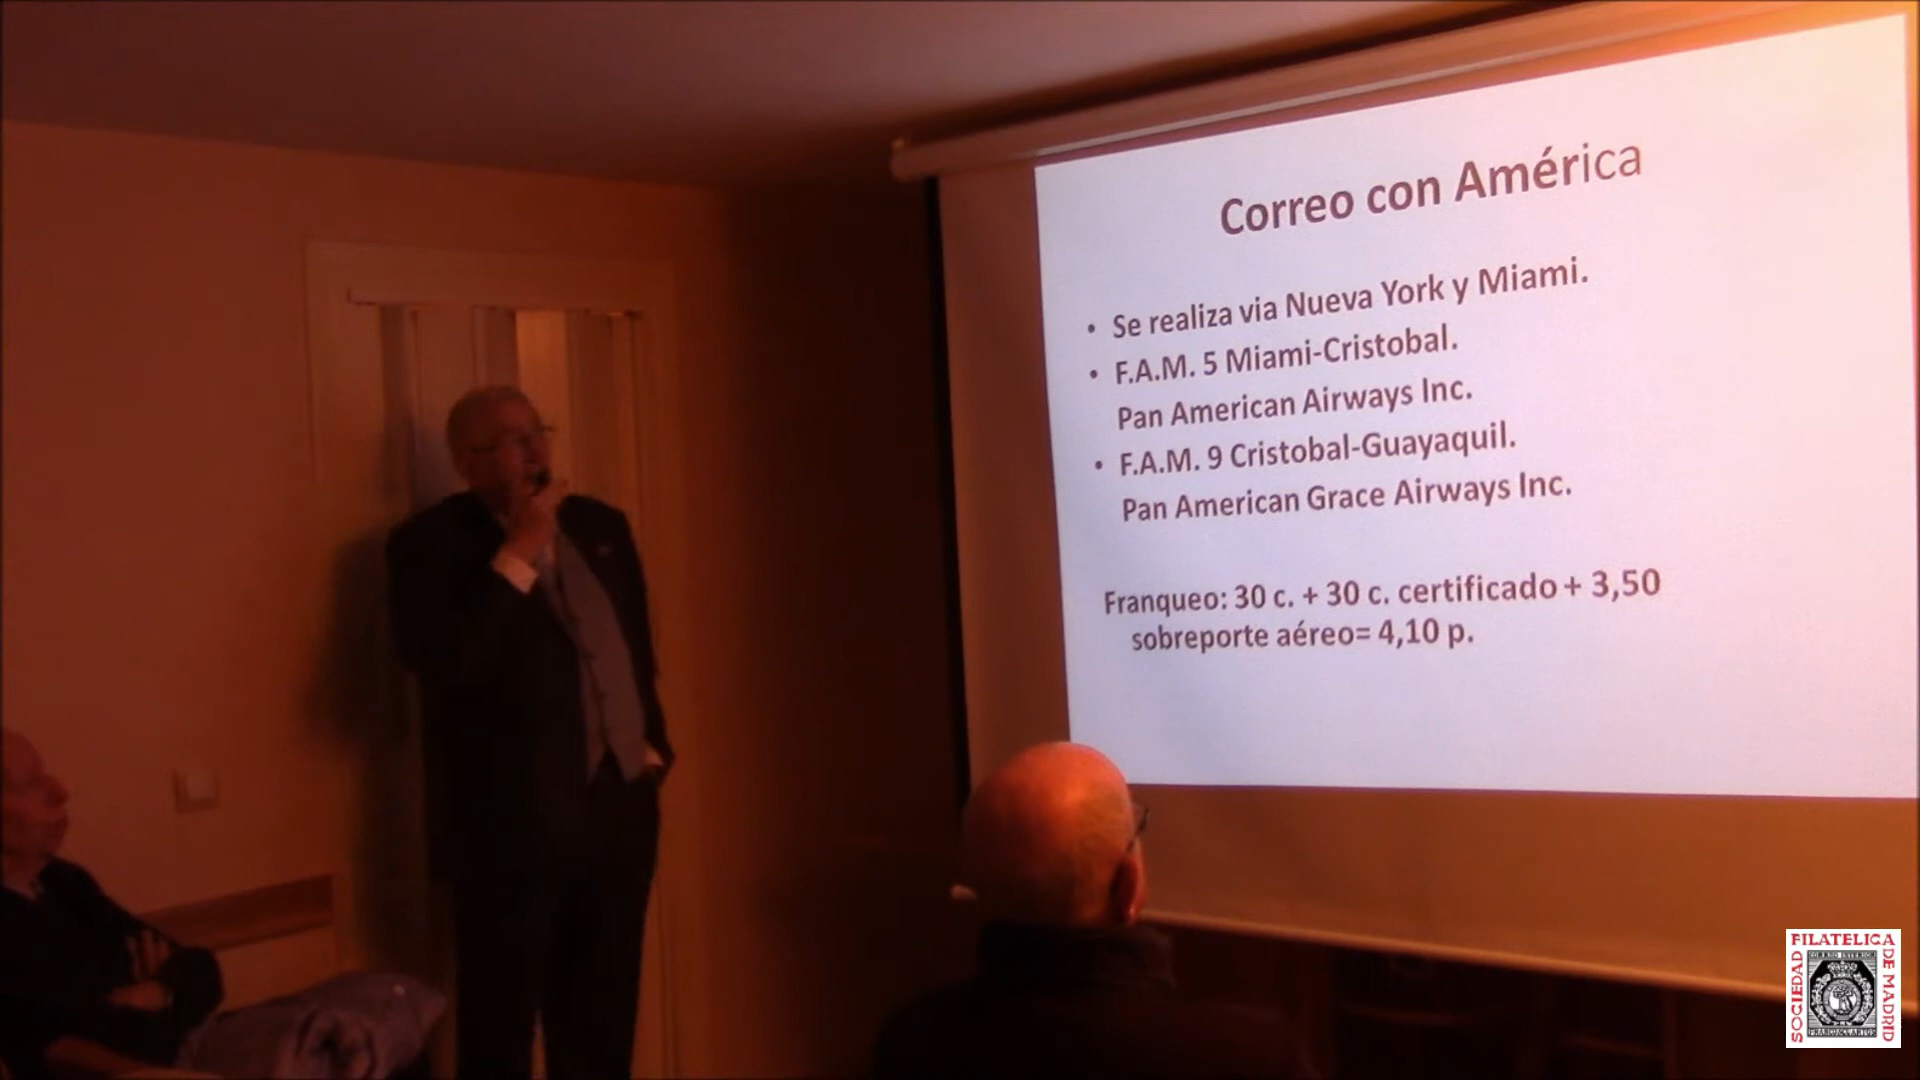 Correo con América
• Se realiza via Nueva York y Miami.
• F.A.M. 5 Miami-Cristobal.
Pan American Airways Inc.
• F.A.M. 9 Cristobal-Guayaquil.
Pan American Grace Airways Inc.
Franqueo: 30 c. + 30 c. certificado + 3,50
sobreporte aéreo= 4,10 p.
SOCIEDAD
FILATELICA
DE MADRID
CORREO INTERIOR